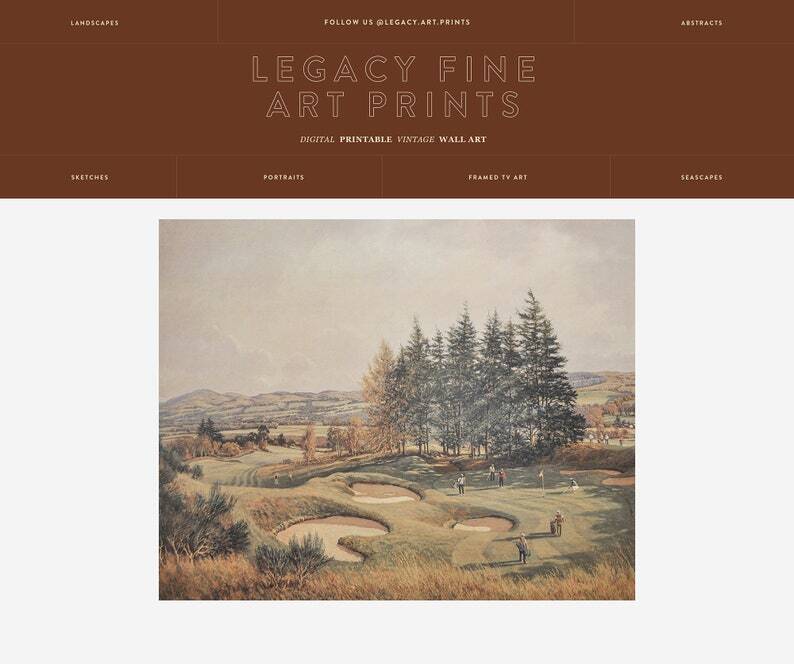 LANDSCAPES
FOLLOW US @LEGACY.ART.PRINTS
ABSTRACTS
LEGACY FINE
ART PRINTS
DIGITAL PRINTABLE VINTAGE WALL ART
SKETCHES
PORTRAITS
FRAMED TV ART
SEASCAPES